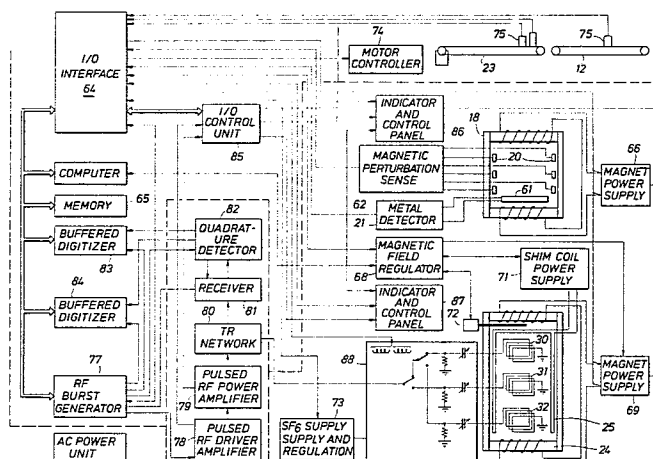 I/O
INTERFACE
64
74
MOTOR
CONTROLLER
75
23
75
12
I/O
CONTROL
UNIT
85
INDICATOR
AND
CONTROL
PANEL
86
18
20
61
66
MAGNET
POWER
SUPPLY
MAGNETIC
PERTURBATION
SENSE
COMPUTER
65
MEMORY
62
METAL
DETECTOR
21
82
QUADRAT-
URE
DETECTOR
BUFFERED
DIGITIZER
83
MAGNETIC
FIELD
REGULATOR
68
SHIM COIL
POWER
SUPPLY
71
84
BUFFERED
DIGITIZER
RECEIVER
81
80
TR
NETWORK
INDICATOR
AND
CONTROL
PANEL
87
72
77
RF
BURST
GENERATOR
PULSED
RF POWER
AMPLIFIER
79
88
30
31
32
MAGNET
POWER
SUPPLY
69
25
24
73
SF6 SUPPLY
SUPPLY AND
REGULATION
PULSED
RF DRIVER
AMPLIFIER
78
AC POWER
UNIT